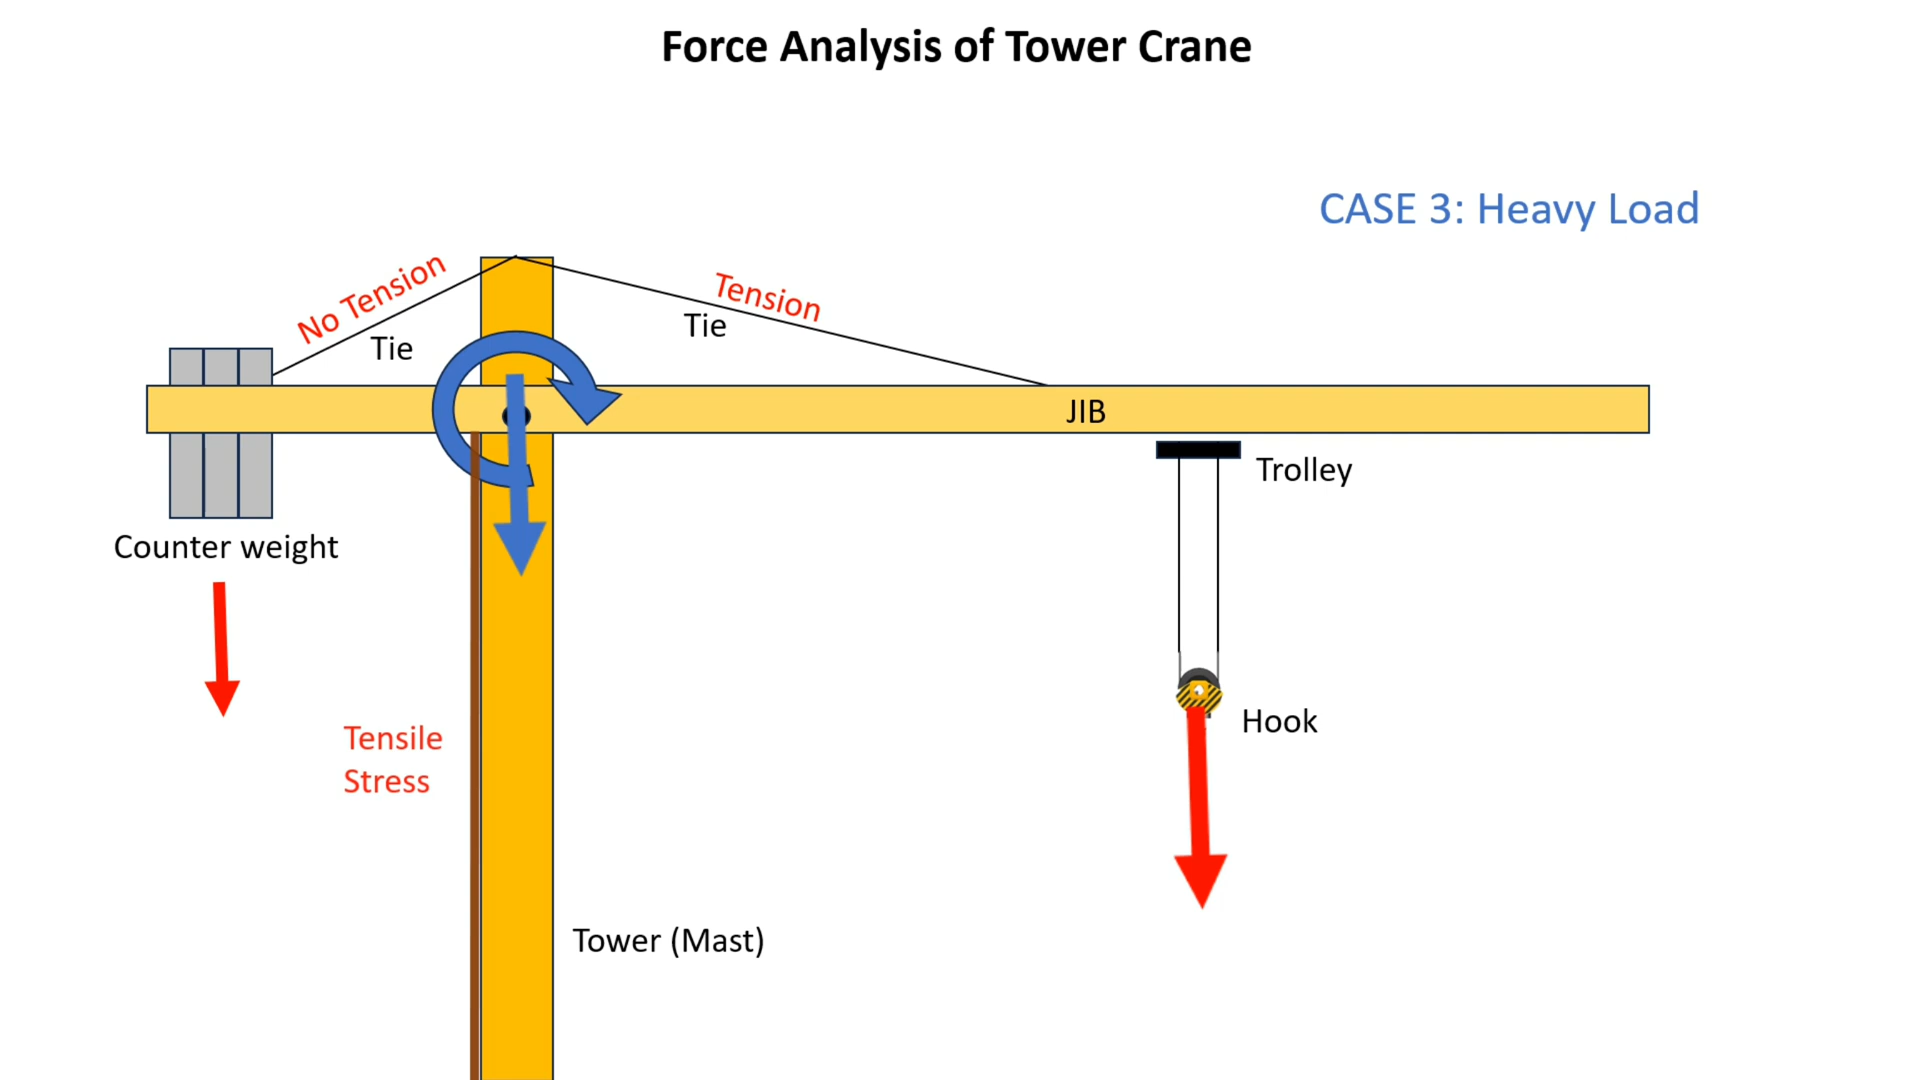 Force Analysis of Tower Crane
CASE 3: Heavy Load
No Tension
Tie
Tension
Tie
JIB
Trolley
Counter weight
Hook
Tensile
Stress
Tower (Mast)